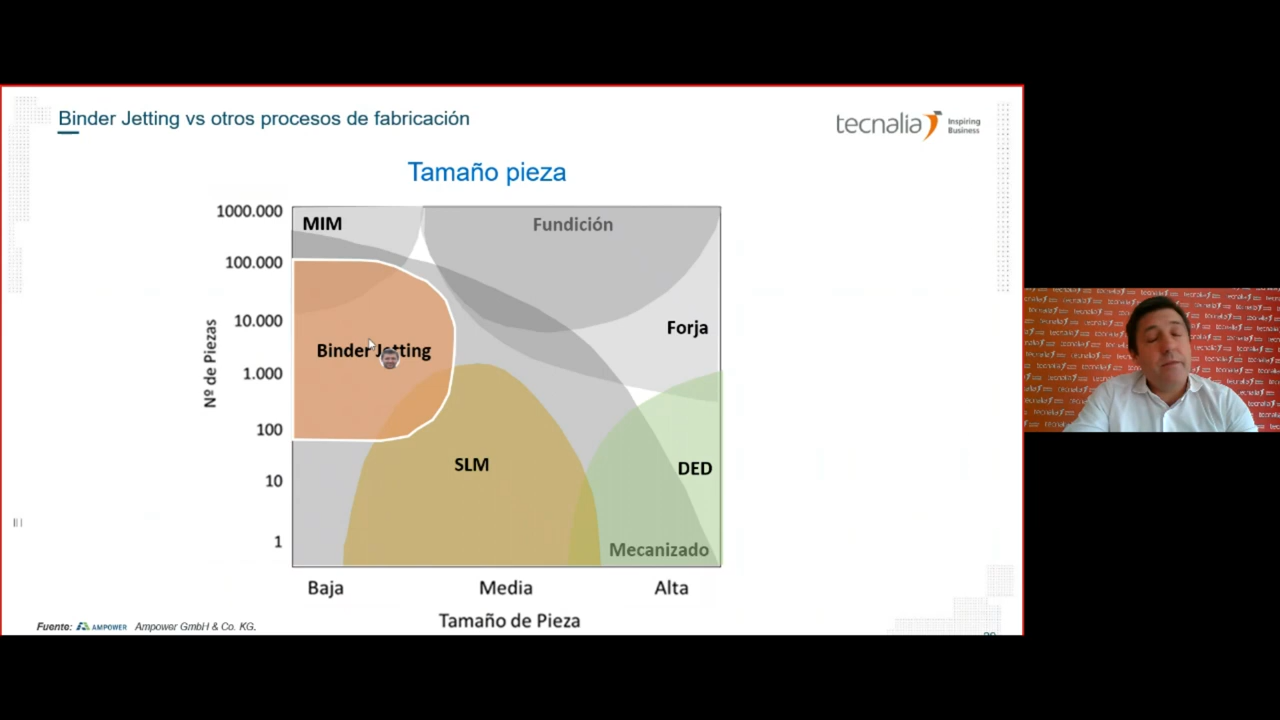 Binder Jetting vs otros procesos de fabricación
tecnalia Inspiring
Business
Tamaño pieza
1000.000
100.000
10.000
1.000
100
10
1
Nº de Piezas
MIM
Fundición
Forja
Binder Jetting
SLM
DED
Mecanizado
Baja
Media
Alta
Tamaño de Pieza
Fuente: AMPOWER Ampower GmbH & Co. KG.